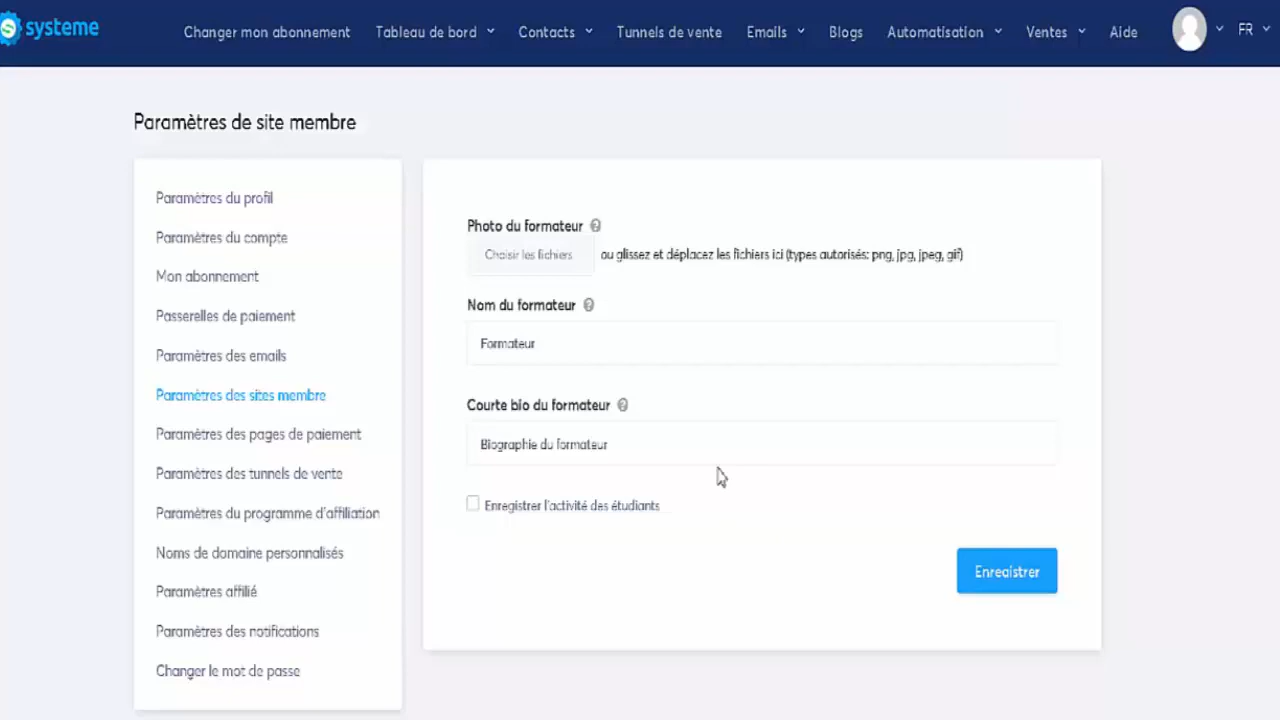 systeme
Changer mon abonnement Tableau de bord Contacts Tunnels de vente Emails Blogs Automatisation Ventes Aide FR
Paramètres de site membre
Paramètres du profil
Paramètres du compte
Mon abonnement
Passerelles de paiement
Paramètres des emails
Paramètres des sites membre
Paramètres des pages de paiement
Paramètres des tunnels de vente
Paramètres du programme d'affiliation
Noms de domaine personnalisés
Paramètres affilié
Paramètres des notifications
Changer le mot de passe
Photo du formateur
Choisir les fichiers ou glissez et déplacez les fichiers ici (types autorisés: png, jpg, jpeg, gif)
Nom du formateur
Formateur
Courte bio du formateur
Biographie du formateur
Enregistrer l'activité des étudiants
Enregistrer